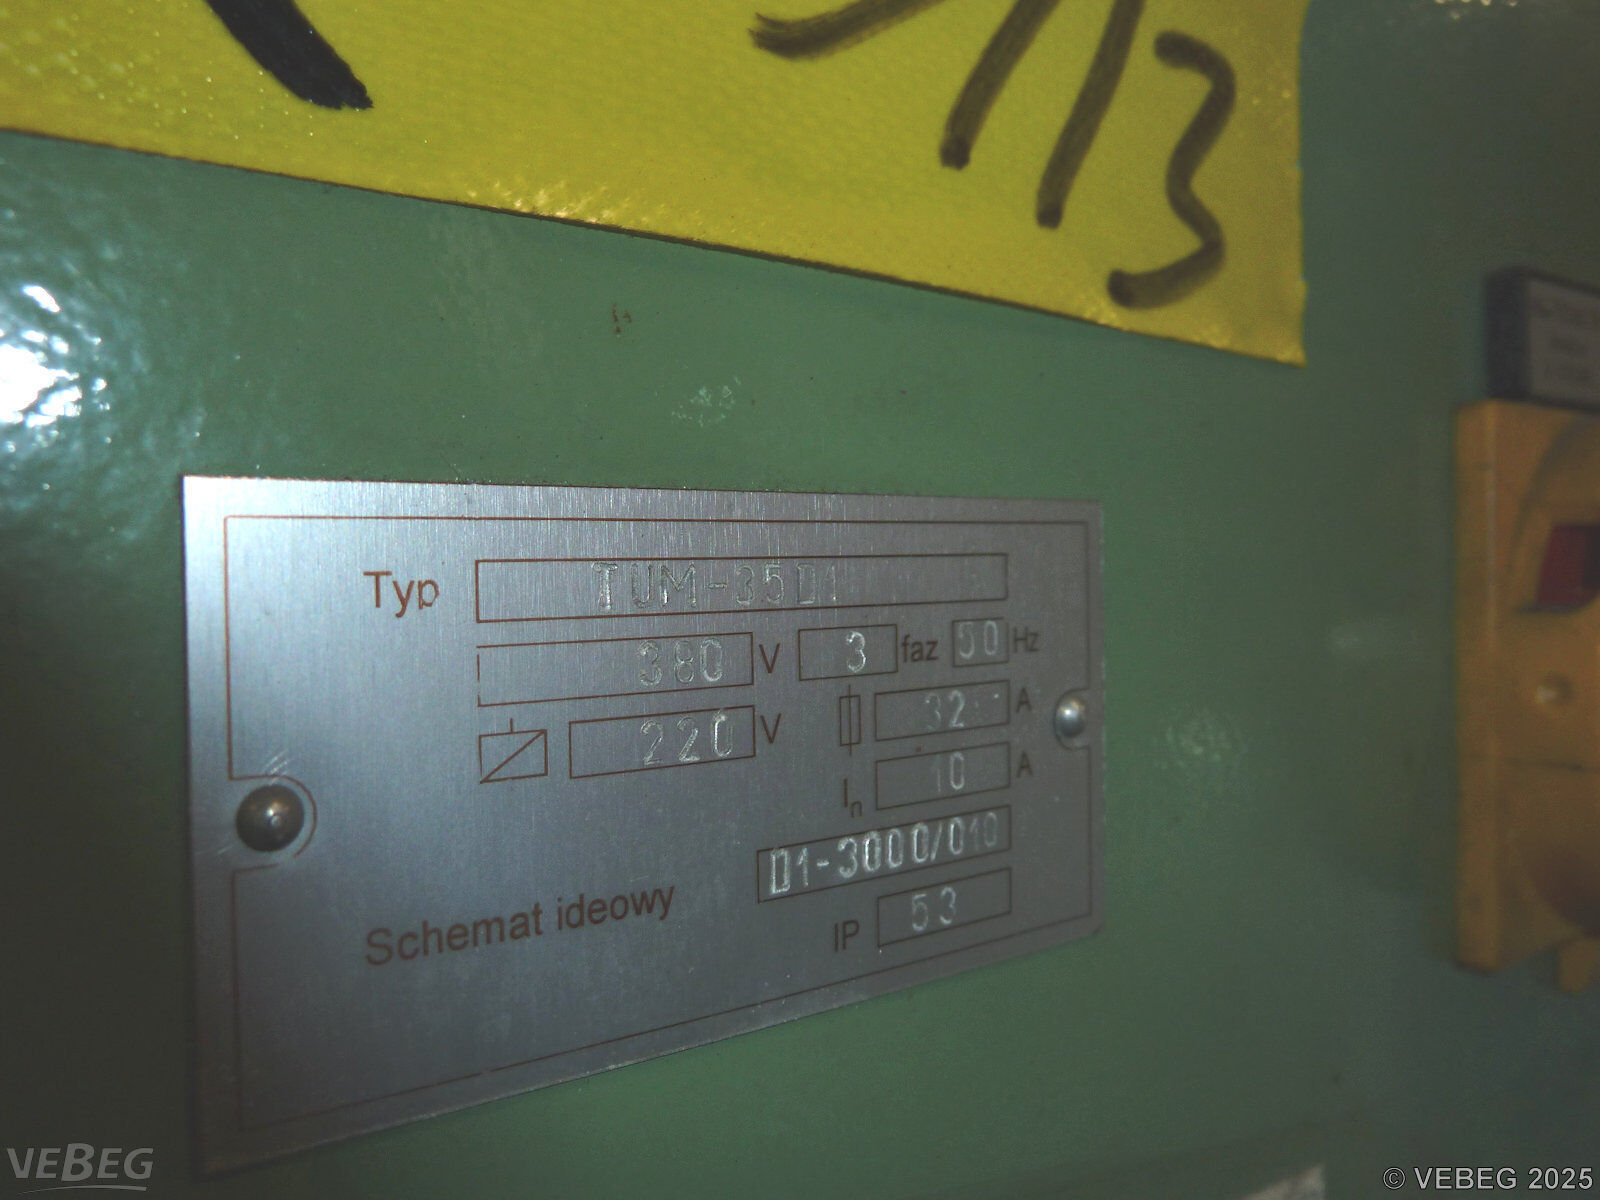 Typ TUM-35D1
380 V 3 faz 50 Hz
220 V 32 A
In 10 A
D1-3000/010
Schemat ideowy
IP 53
VEBEG
© VEBEG 2025